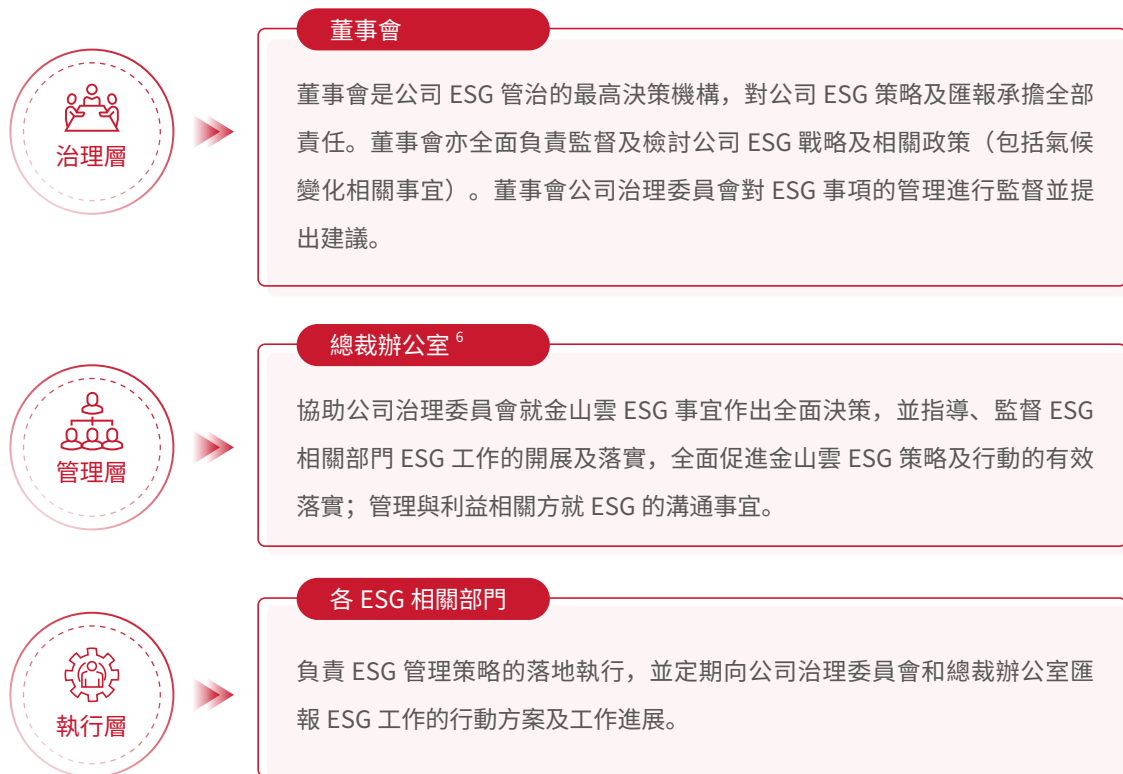 董事會
董事會是公司 ESG 管治的最高決策機構，對公司 ESG 策略及匯報承擔全部
責任。董事會亦全面負責監督及檢討公司 ESG 戰略及相關政策（包括氣候
變化相關事宜）。董事會公司治理委員會對 ESG 事項的管理進行監督並提
出建議。
治理層
總裁辦公室 6
協助公司治理委員會就金山雲 ESG 事宜作出全面決策，並指導、監督 ESG
相關部門 ESG 工作的開展及落實，全面促進金山雲 ESG 策略及行動的有效
落實；管理與利益相關方就 ESG 的溝通事宜。
管理層
各 ESG 相關部門
負責 ESG 管理策略的落地執行，並定期向公司治理委員會和總裁辦公室匯
報 ESG 工作的行動方案及工作進展。
執行層